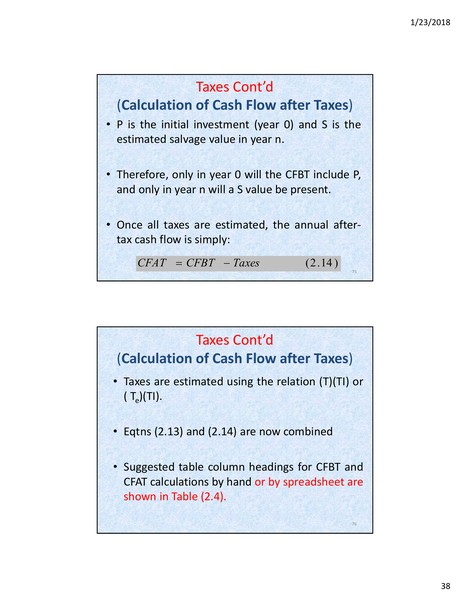 1/23/2018
Taxes Cont’d
(Calculation of Cash Flow after Taxes)
• P is the initial investment (year 0) and S is the
estimated salvage value in year n.
• Therefore, only in year 0 will the CFBT include P,
and only in year n will a S value be present.
• Once all taxes are estimated, the annual after-
tax cash flow is simply:
CFAT = CFBT − Taxes (2.14)
Taxes Cont’d
(Calculation of Cash Flow after Taxes)
• Taxes are estimated using the relation (T)(TI) or
( Te)(TI).
• Eqtns (2.13) and (2.14) are now combined
• Suggested table column headings for CFBT and
CFAT calculations by hand or by spreadsheet are
shown in Table (2.4).
38